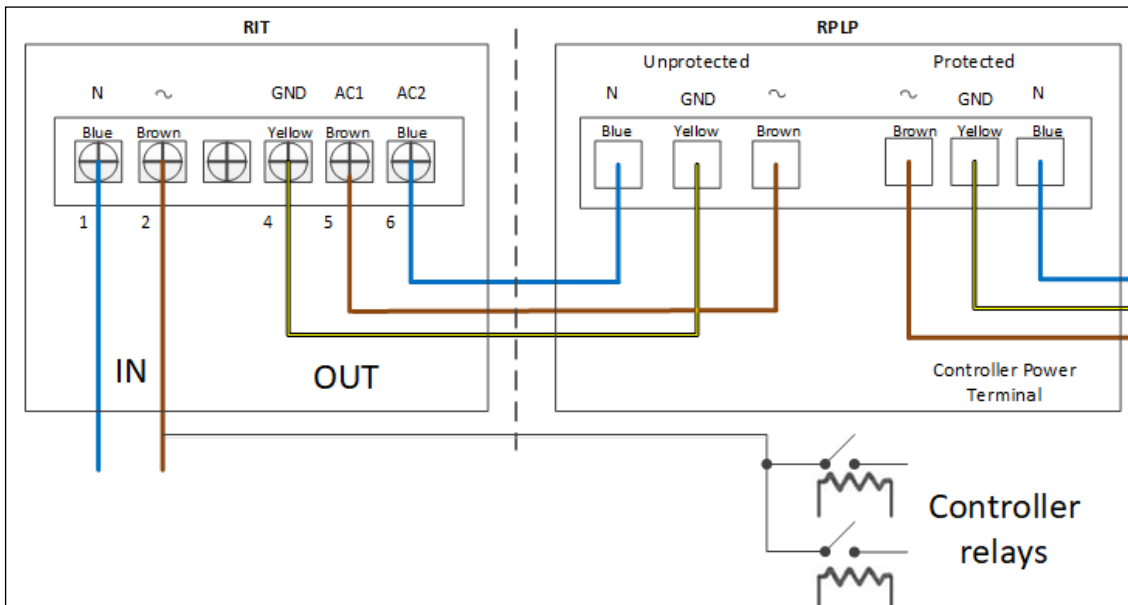 RIT
RPLP
Unprotected
Protected
N
~
GND
AC1
AC2
N
GND
~
~
GND
N
Blue
Brown
Yellow
Brown
Blue
Blue
Yellow
Brown
Brown
Yellow
Blue
1
2
4
5
6
IN
OUT
Controller Power
Terminal
Controller
relays